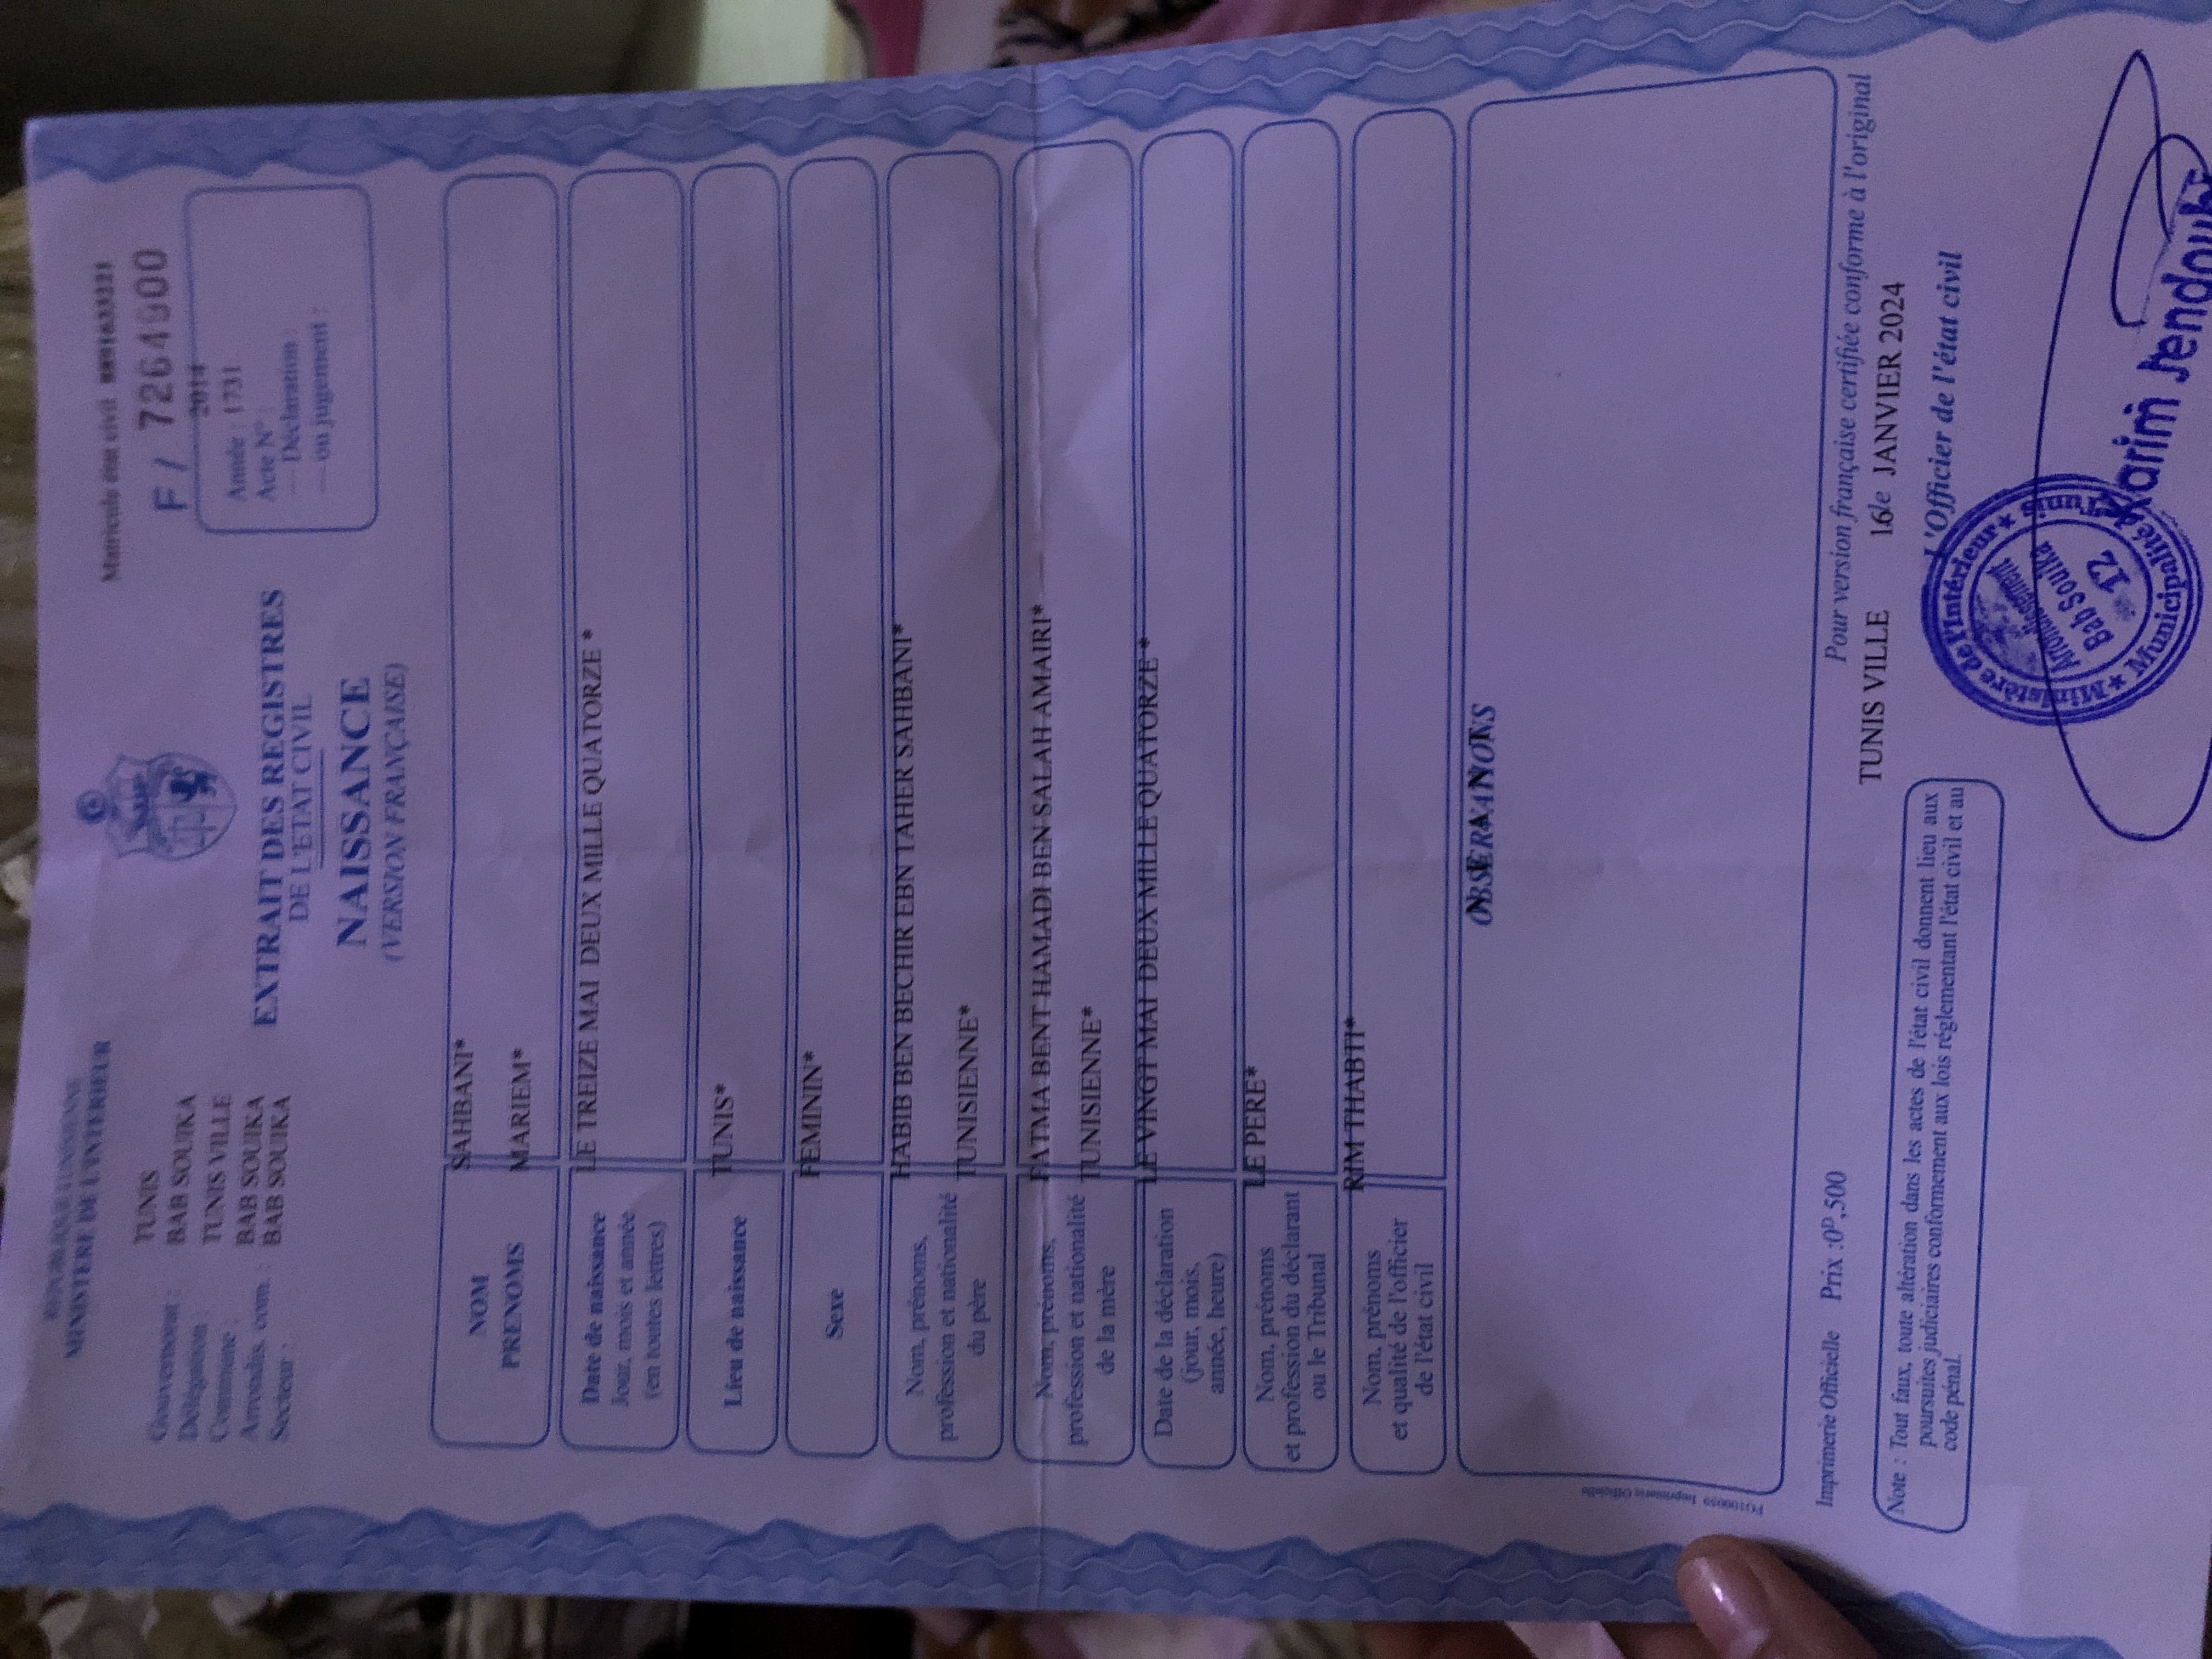 REPUBLIQUE TUNISIENNE
MINISTERE DE L'INTERIEUR
Gouvernorat : TUNIS
Délégation : BAB SOUIKA
Commune : TUNIS VILLE
Arrondis. com. : BAB SOUIKA
Secteur : BAB SOUIKA
Matricule état civil
F / 7264900
2014
Année : 1731
Acte N° :
— Déclaration :
— ou jugement :
EXTRAIT DES REGISTRES
DE L'ETAT CIVIL
NAISSANCE
(VERSION FRANÇAISE)
NOM SAHBANI*
PRENOMS MARIEM*
Date de naissance
Jour, mois et année
(en toutes lettres)
LE TREIZE MAI DEUX MILLE QUATORZE *
Lieu de naissance TUNIS*
Sexe FEMININ*
Nom, prénoms,
profession et nationalité
du père
HABIB BEN BECHIR EBN TAHER SAHBANI*
TUNISIENNE*
Nom, prénoms,
profession et nationalité
de la mère
FATMA BENT HAMADI BEN SALAH AMAIRI*
TUNISIENNE*
Date de la déclaration
(jour, mois,
année, heure)
LE VINGT MAI DEUX MILLE QUATORZE *
Nom, prénoms
et profession du déclarant
ou le Tribunal
LE PERE*
Nom, prénoms
et qualité de l'officier
de l'état civil
RIM THABTI*
Imprimerie Officielle
Imprimerie Officielle Prix :0ᴰ,500
Pour version française certifiée conforme à l'original
TUNIS VILLE 16 le JANVIER 2024
L'Officier de l'état civil
Note : Tout faux, toute altération dans les actes de l'état civil donnent lieu aux
poursuites judiciaires conformement aux lois réglementant l'état civil et au
code pénal.
★ Ministère de l'Intérieur ★ Municipalité de Tunis
Arrondissement
Bab Souika
12
Karim Jendoubi